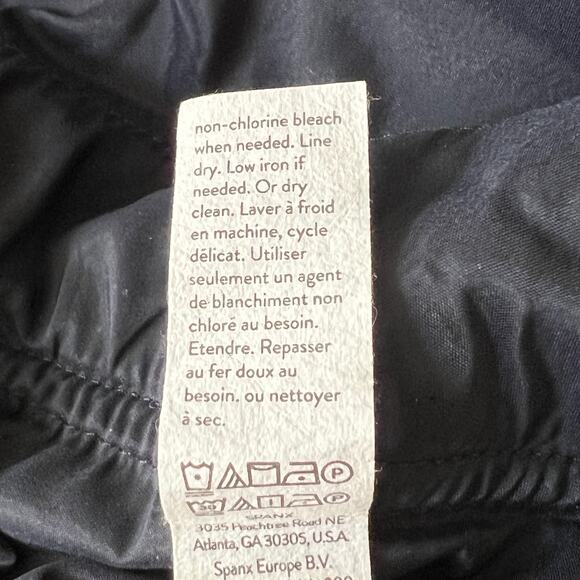 non-chlorine bleach
when needed. Line
dry. Low iron if
needed. Or dry
clean. Laver à froid
en machine, cycle
délicat. Utiliser
seulement un agent
de blanchiment non
chloré au besoin.
Etendre. Repasser
au fer doux au
besoin. ou nettoyer
à sec.
P
30 P
SPANX
3035 Peachtree Road NE
Atlanta, GA 30305, U.S.A.
Spanx Europe B.V.